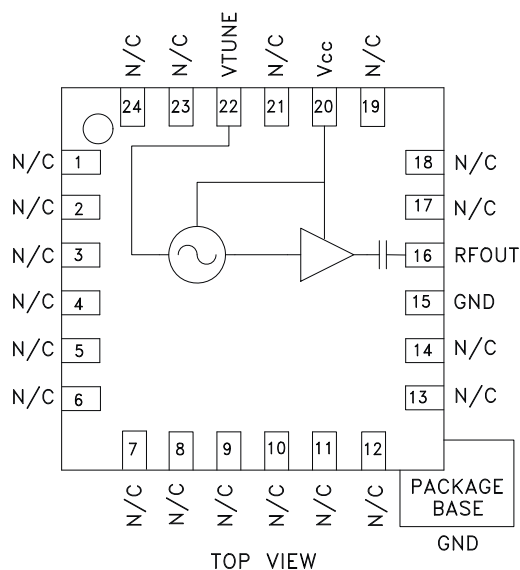 N/C N/C VTUNE N/C Vcc N/C
24 23 22 21 20 19
N/C 1 18 N/C
N/C 2 17 N/C
N/C 3 16 RFOUT
N/C 4 15 GND
N/C 5 14 N/C
N/C 6 13 N/C
7 8 9 10 11 12
N/C N/C N/C N/C N/C N/C
PACKAGE
BASE
GND
TOP VIEW